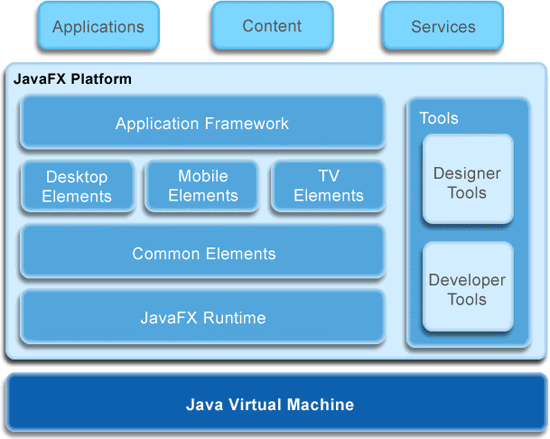 Applications
Content
Services
JavaFX Platform
Application Framework
Tools
Desktop
Elements
Mobile
Elements
TV
Elements
Designer
Tools
Common Elements
Developer
Tools
JavaFX Runtime
Java Virtual Machine